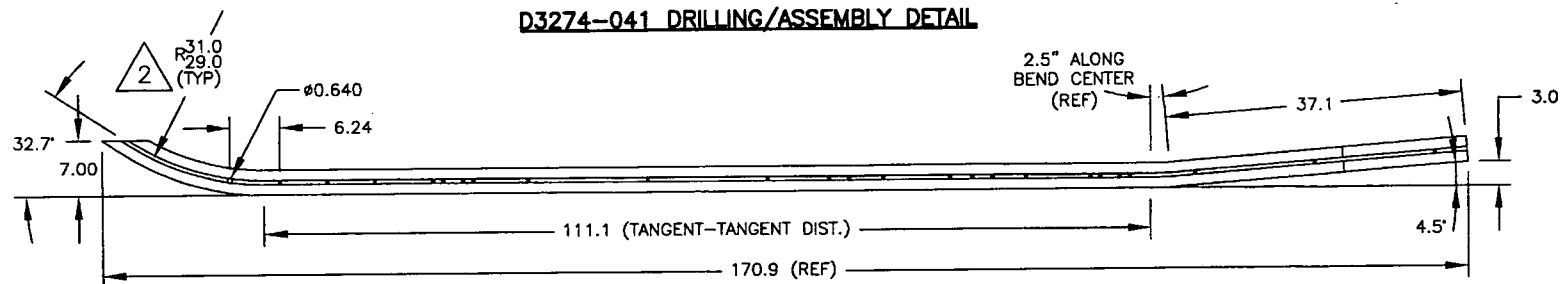 D3274-041 DRILLING/ASSEMBLY DETAIL
2
R31.0
29.0
(TYP)
ø0.640
6.24
32.7°
7.00
2.5" ALONG
BEND CENTER
(REF)
37.1
3.0
4.5°
111.1 (TANGENT-TANGENT DIST.)
170.9 (REF)